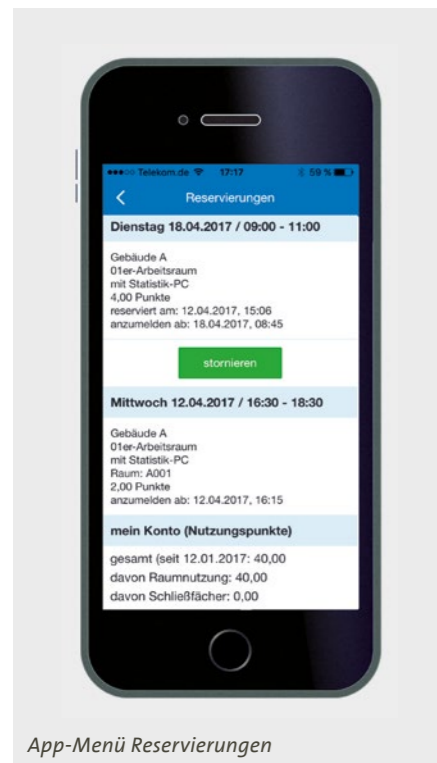 Telekom.de 17:17 59 %
Reservierungen
Dienstag 18.04.2017 / 09:00 - 11:00
Gebäude A
01er-Arbeitsraum
mit Statistik-PC
4,00 Punkte
reserviert am: 12.04.2017, 15:06
anzumelden ab: 18.04.2017, 08:45
stornieren
Mittwoch 12.04.2017 / 16:30 - 18:30
Gebäude A
01er-Arbeitsraum
mit Statistik-PC
Raum: A001
2,00 Punkte
anzumelden ab: 12.04.2017, 16:15
mein Konto (Nutzungspunkte)
gesamt (seit 12.01.2017: 40,00
davon Raumnutzung: 40,00
davon Schließfächer: 0,00
App-Menü Reservierungen